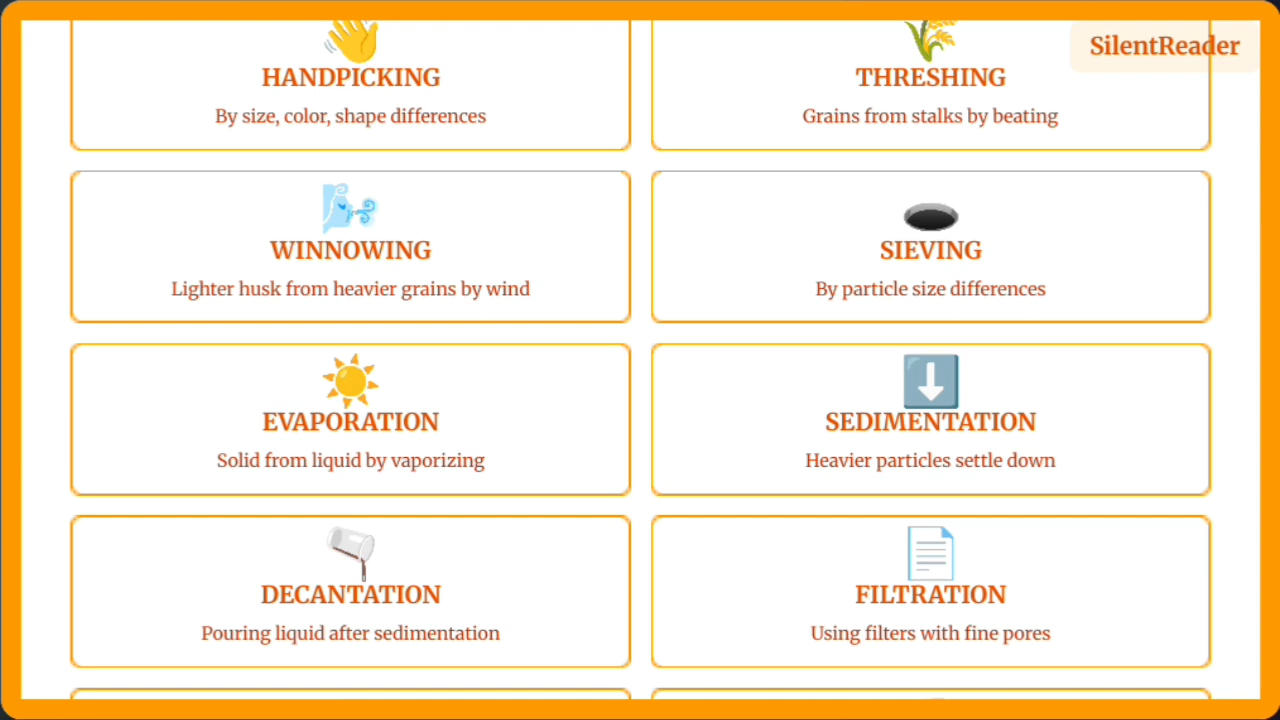 SilentReader
HANDPICKING
By size, color, shape differences
THRESHING
Grains from stalks by beating
WINNOWING
Lighter husk from heavier grains by wind
SIEVING
By particle size differences
EVAPORATION
Solid from liquid by vaporizing
SEDIMENTATION
Heavier particles settle down
DECANTATION
Pouring liquid after sedimentation
FILTRATION
Using filters with fine pores